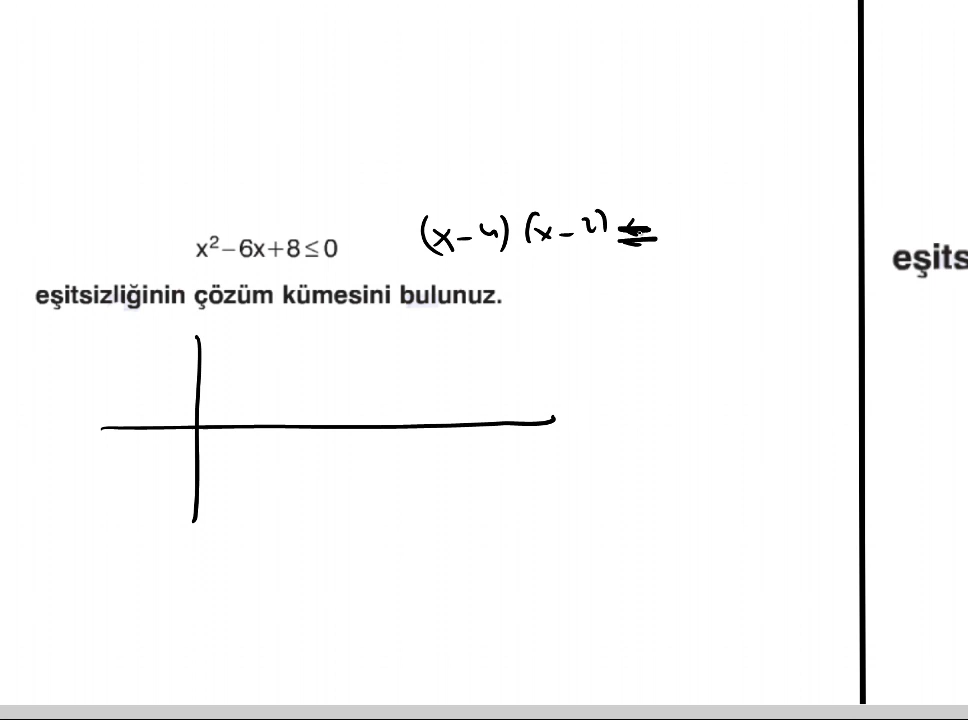 x²−6x+8≤0 (x-4) (x-2) ≤
eşitsizliğinin çözüm kümesini bulunuz.
eşits